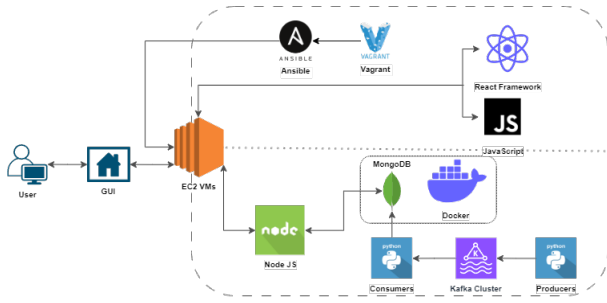 A
ANSIBLE
Ansible
VAGRANT
Vagrant
React Framework
JS
JavaScript
User
GUI
EC2 VMs
MongoDB
Docker
node
Node JS
python
Consumers
Kafka Cluster
python
Producers